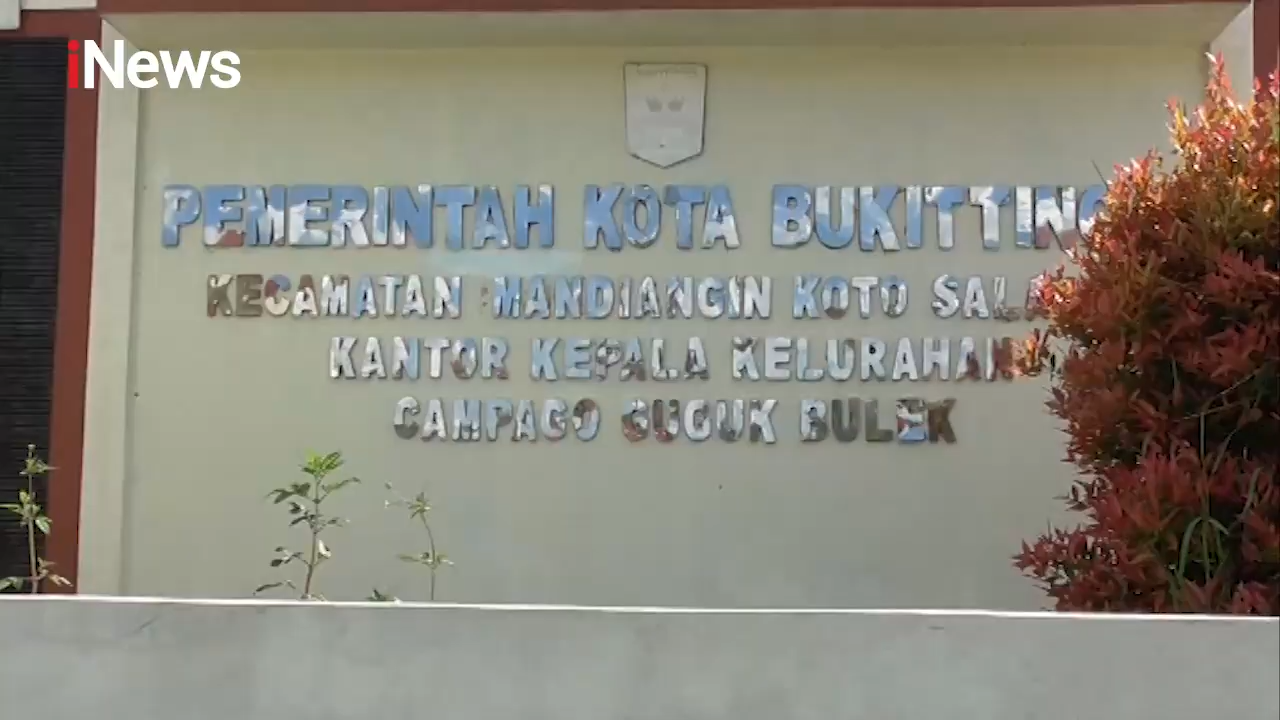 iNews
PEMERINTAH KOTA BUKITTING
KECAMATAN MANDIANGIN KOTO SALA
KANTOR KEPALA KELURAHAN
CAMPAGO GUGUK BULEK